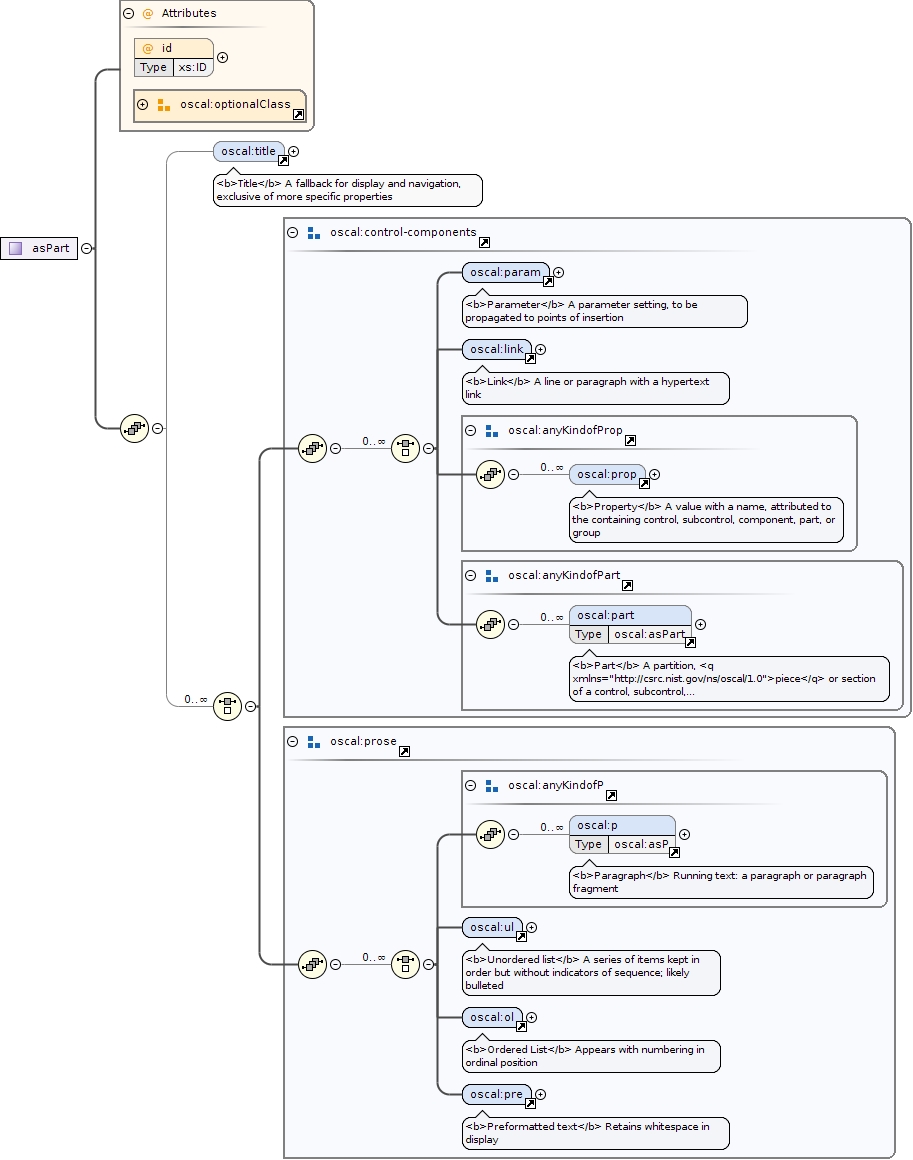 Attributes
@ id
Type xs:ID
oscal:optionalClass
oscal:title
<b>Title</b> A fallback for display and navigation,
exclusive of more specific properties
asPart
oscal:control-components
oscal:param
<b>Parameter</b> A parameter setting, to be
propagated to points of insertion
oscal:link
<b>Link</b> A line or paragraph with a hypertext
link
0..∞
oscal:anyKindofProp
0..∞
oscal:prop
<b>Property</b> A value with a name, attributed to
the containing control, subcontrol, component, part, or
group
oscal:anyKindofPart
0..∞
oscal:part
Type oscal:asPart
<b>Part</b> A partition, <q
xmlns="http://csrc.nist.gov/ns/oscal/1.0">piece</q> or section
of a control, subcontrol,...
0..∞
oscal:prose
oscal:anyKindofP
0..∞
oscal:p
Type oscal:asP
<b>Paragraph</b> Running text: a paragraph or paragraph
fragment
oscal:ul
<b>Unordered list</b> A series of items kept in
order but without indicators of sequence; likely
bulleted
0..∞
oscal:ol
<b>Ordered List</b> Appears with numbering in
ordinal position
oscal:pre
<b>Preformatted text</b> Retains whitespace in
display